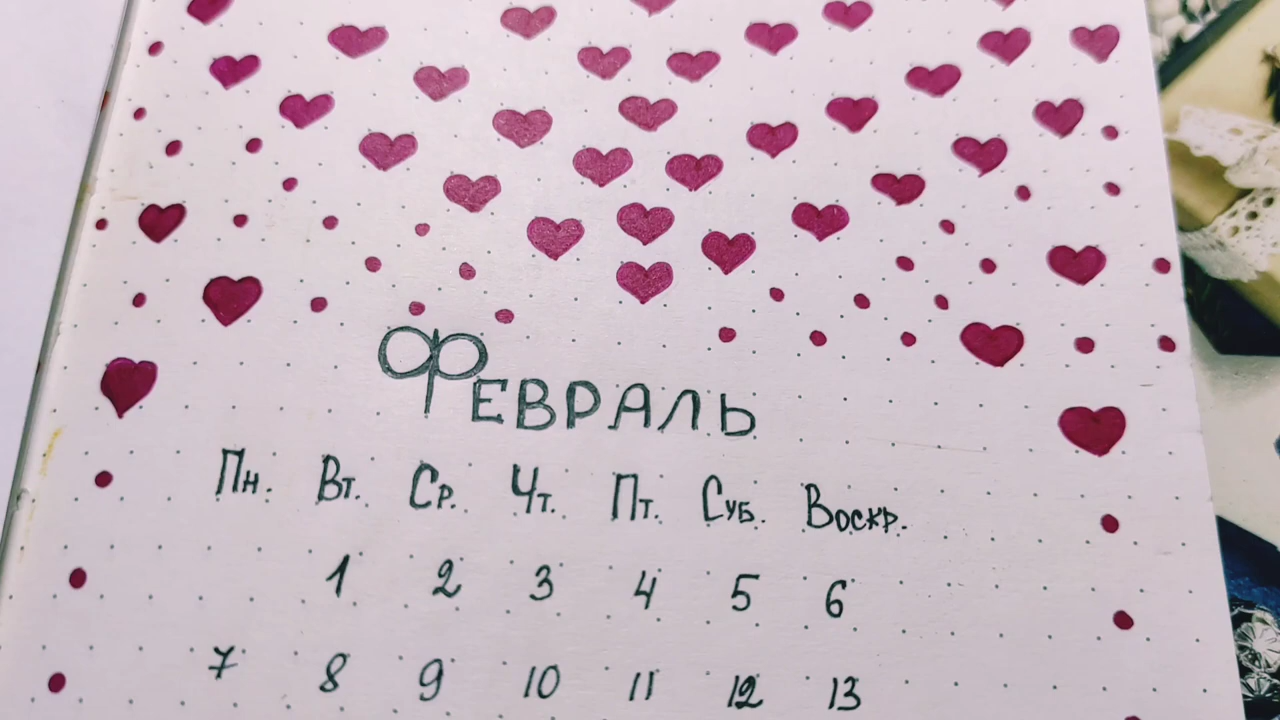 Февраль
Пн. Вт. Ср. Чт. Пт. Суб. Воскр.
1 2 3 4 5 6
7 8 9 10 11 12 13